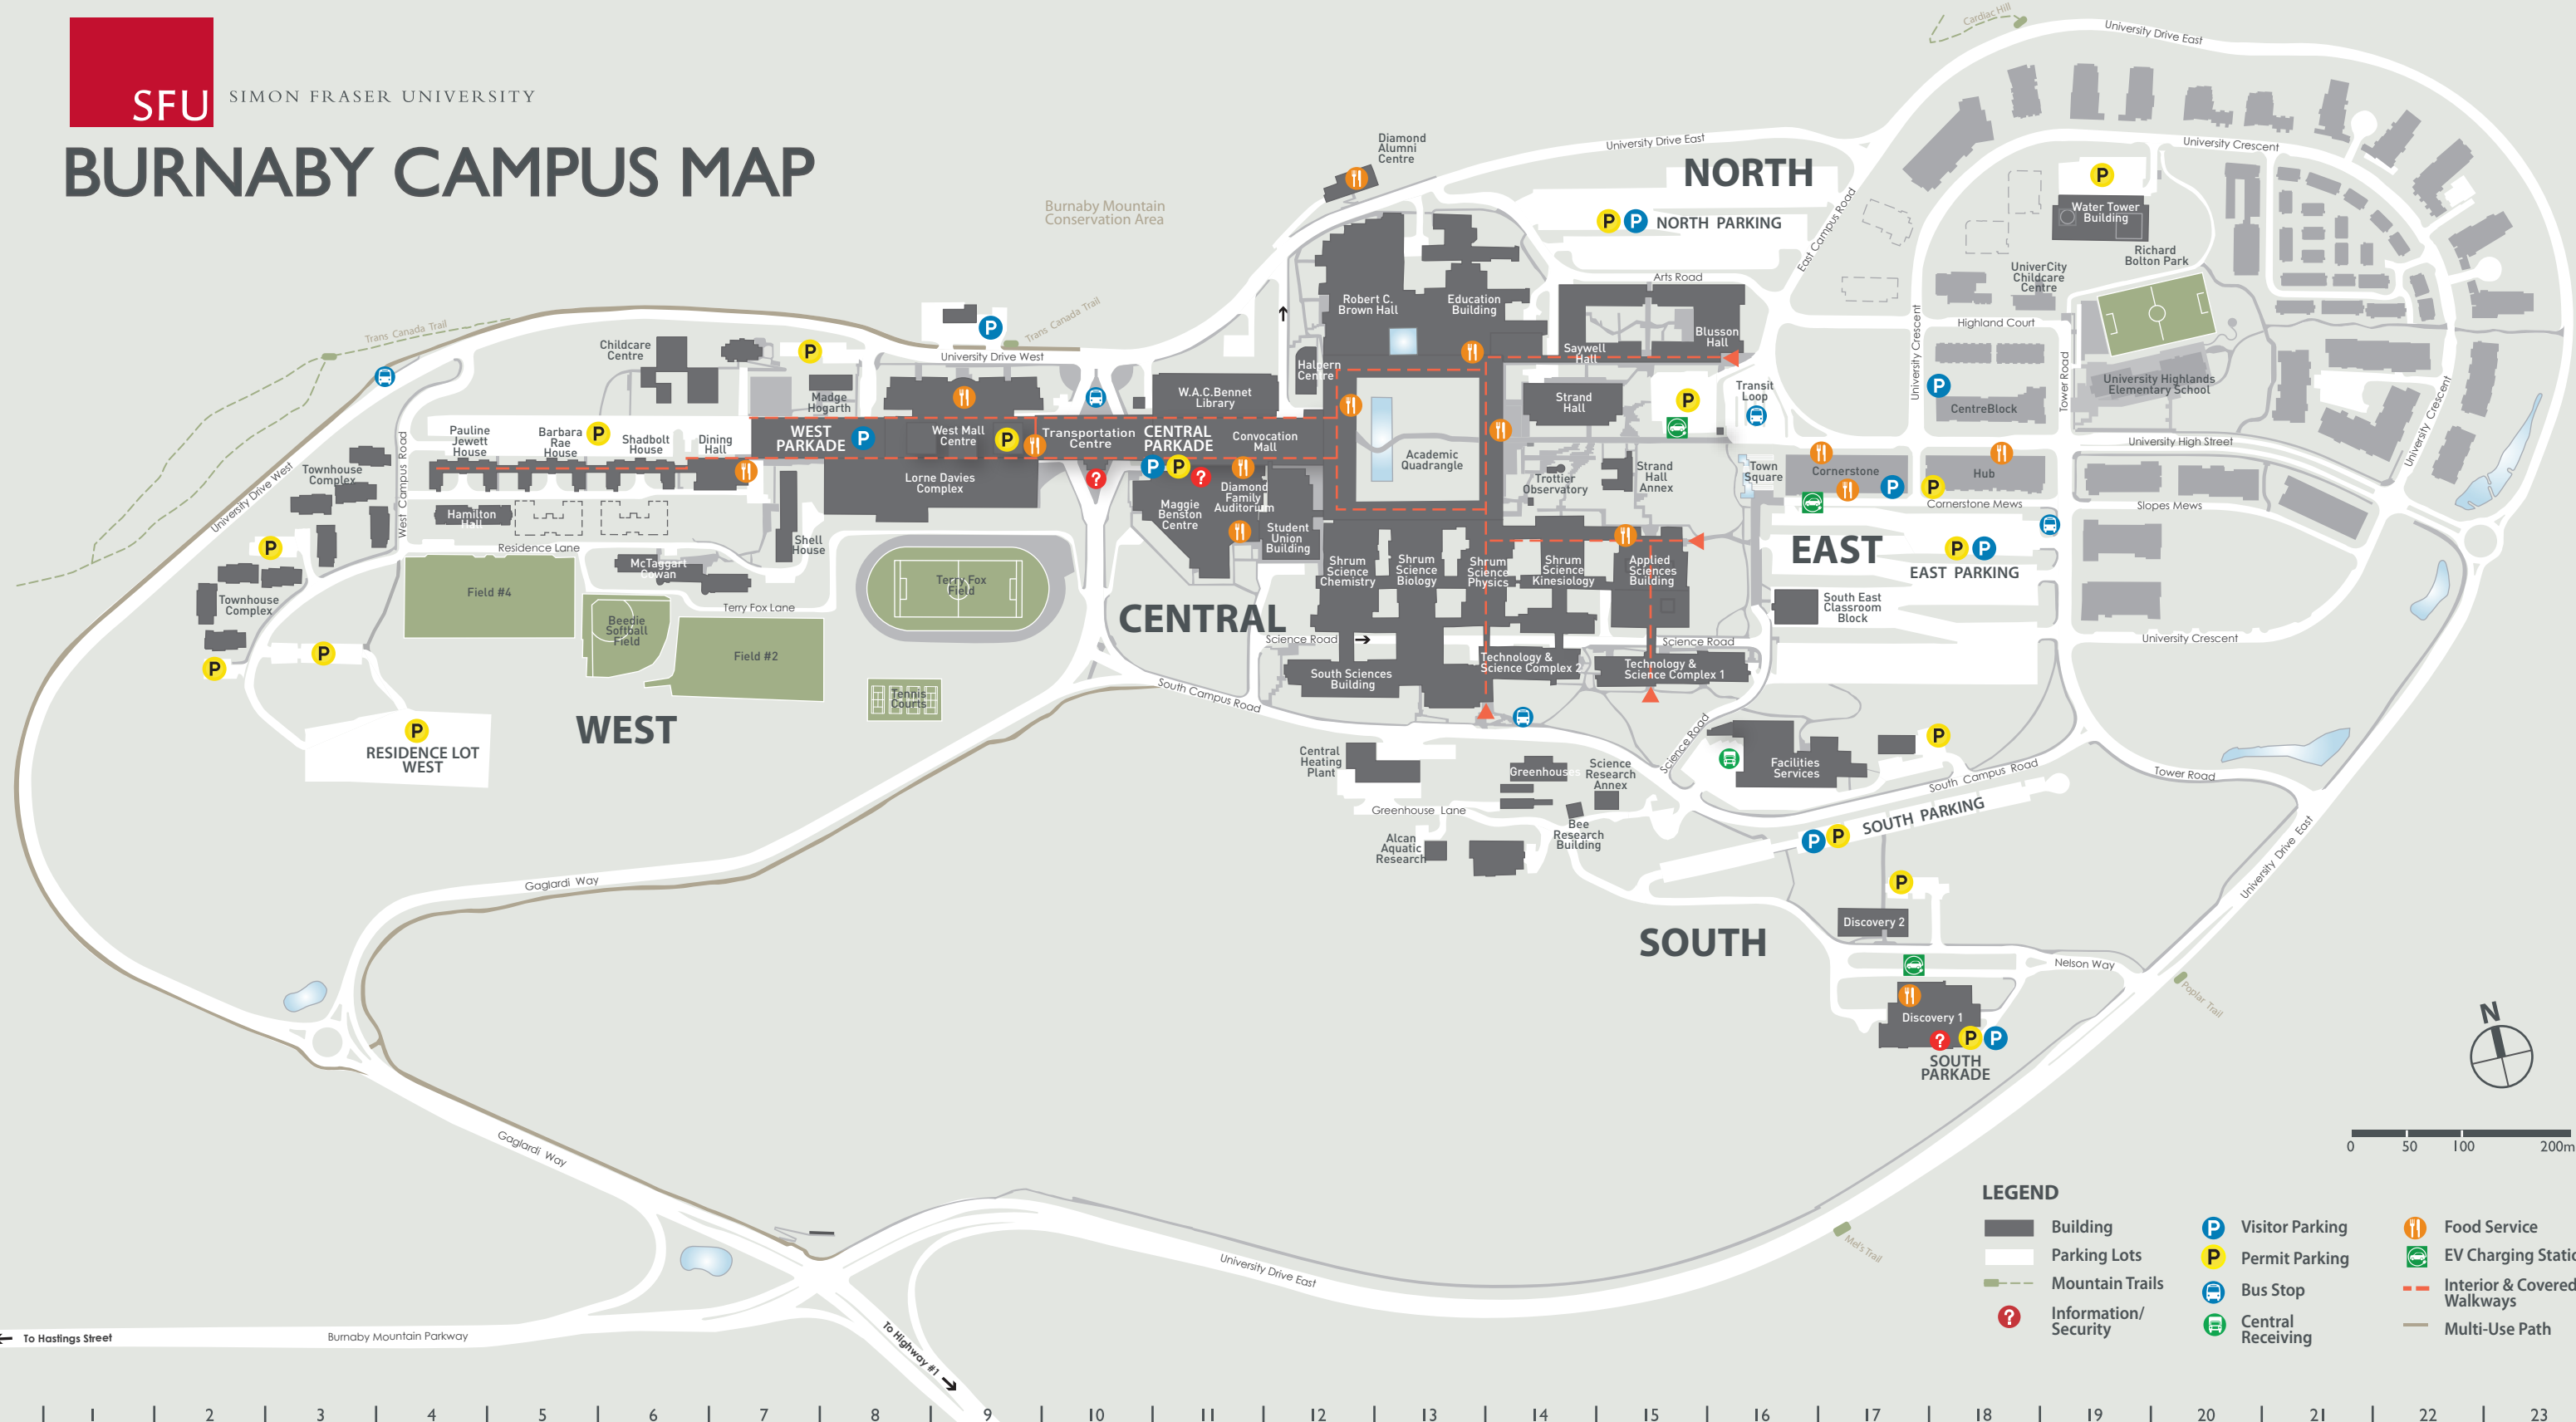 SFU
SIMON FRASER UNIVERSITY
BURNABY CAMPUS MAP
Cardiac Hill
University Drive East
Diamond
Alumni
Centre
University Drive East
NORTH
University Crescent
P
Burnaby Mountain
Conservation Area
P P NORTH PARKING
East Campus Road
Water Tower
Building
Richard
Bolton Park
UniverCity
Childcare
Centre
Arts Road
Robert C.
Brown Hall
Education
Building
Blusson
Hall
Saywell
Hall
Highland Court
University Crescent
Trans Canada Trail
Trans Canada Trail
P
University Drive West
Childcare
Centre
P
Halpern
Centre
Madge
Hogarth
W.A.C.Bennet
Library
Strand
Hall
P
Transit
Loop
P
CentreBlock
Tower Road
University Highlands
Elementary School
University Crescent
Pauline
Jewett
House
Barbara
Rae
House
P
Shadbolt
House
Dining
Hall
WEST
PARKADE
P
West Mall
Centre
P
Transportation
Centre
CENTRAL
PARKADE
Convocation
Mall
Academic
Quadrangle
University High Street
Townhouse
Complex
West Campus Road
University Drive West
Lorne Davies
Complex
?
P P ?
Diamond
Family
Auditorium
Maggie
Benston
Centre
Student
Union
Building
Trottier
Observatory
Strand
Hall
Annex
Town
Square
Cornerstone
P
P
Hub
Cornerstone Mews
Slopes Mews
Hamilton
Hall
Residence Lane
Shell
House
McTaggart
Cowan
Terry Fox Lane
P
Townhouse
Complex
P
P
Field #4
Beedie
Softball
Field
Field #2
Terry Fox
Field
Tennis
Courts
EAST
P P
EAST PARKING
South East
Classroom
Block
Shrum
Science
Chemistry
Shrum
Science
Biology
Shrum
Science
Physics
Shrum
Science
Kinesiology
Applied
Sciences
Building
CENTRAL
Science Road
Science Road
University Crescent
South Sciences
Building
Technology &
Science Complex 2
Technology &
Science Complex 1
South Campus Road
WEST
P
RESIDENCE LOT
WEST
Central
Heating
Plant
Greenhouses
Science
Research
Annex
Science Road
Facilities
Services
P
South Campus Road
Tower Road
Greenhouse Lane
Bee
Research
Building
Alcan
Aquatic
Research
P P SOUTH PARKING
University Drive East
Gaglardi Way
P
Discovery 2
SOUTH
Nelson Way
Poplar Trail
Discovery 1
? P P
SOUTH
PARKADE
N
0 50 100 200m
Gaglardi Way
University Drive East
Mel's Trail
LEGEND
Building
Parking Lots
Mountain Trails
? Information/
Security
P Visitor Parking
P Permit Parking
Bus Stop
Central
Receiving
Food Service
EV Charging Static
Interior & Covered
Walkways
Multi-Use Path
To Hastings Street
Burnaby Mountain Parkway
To Highway #1
1 2 3 4 5 6 7 8 9 10 11 12 13 14 15 16 17 18 19 20 21 22 23